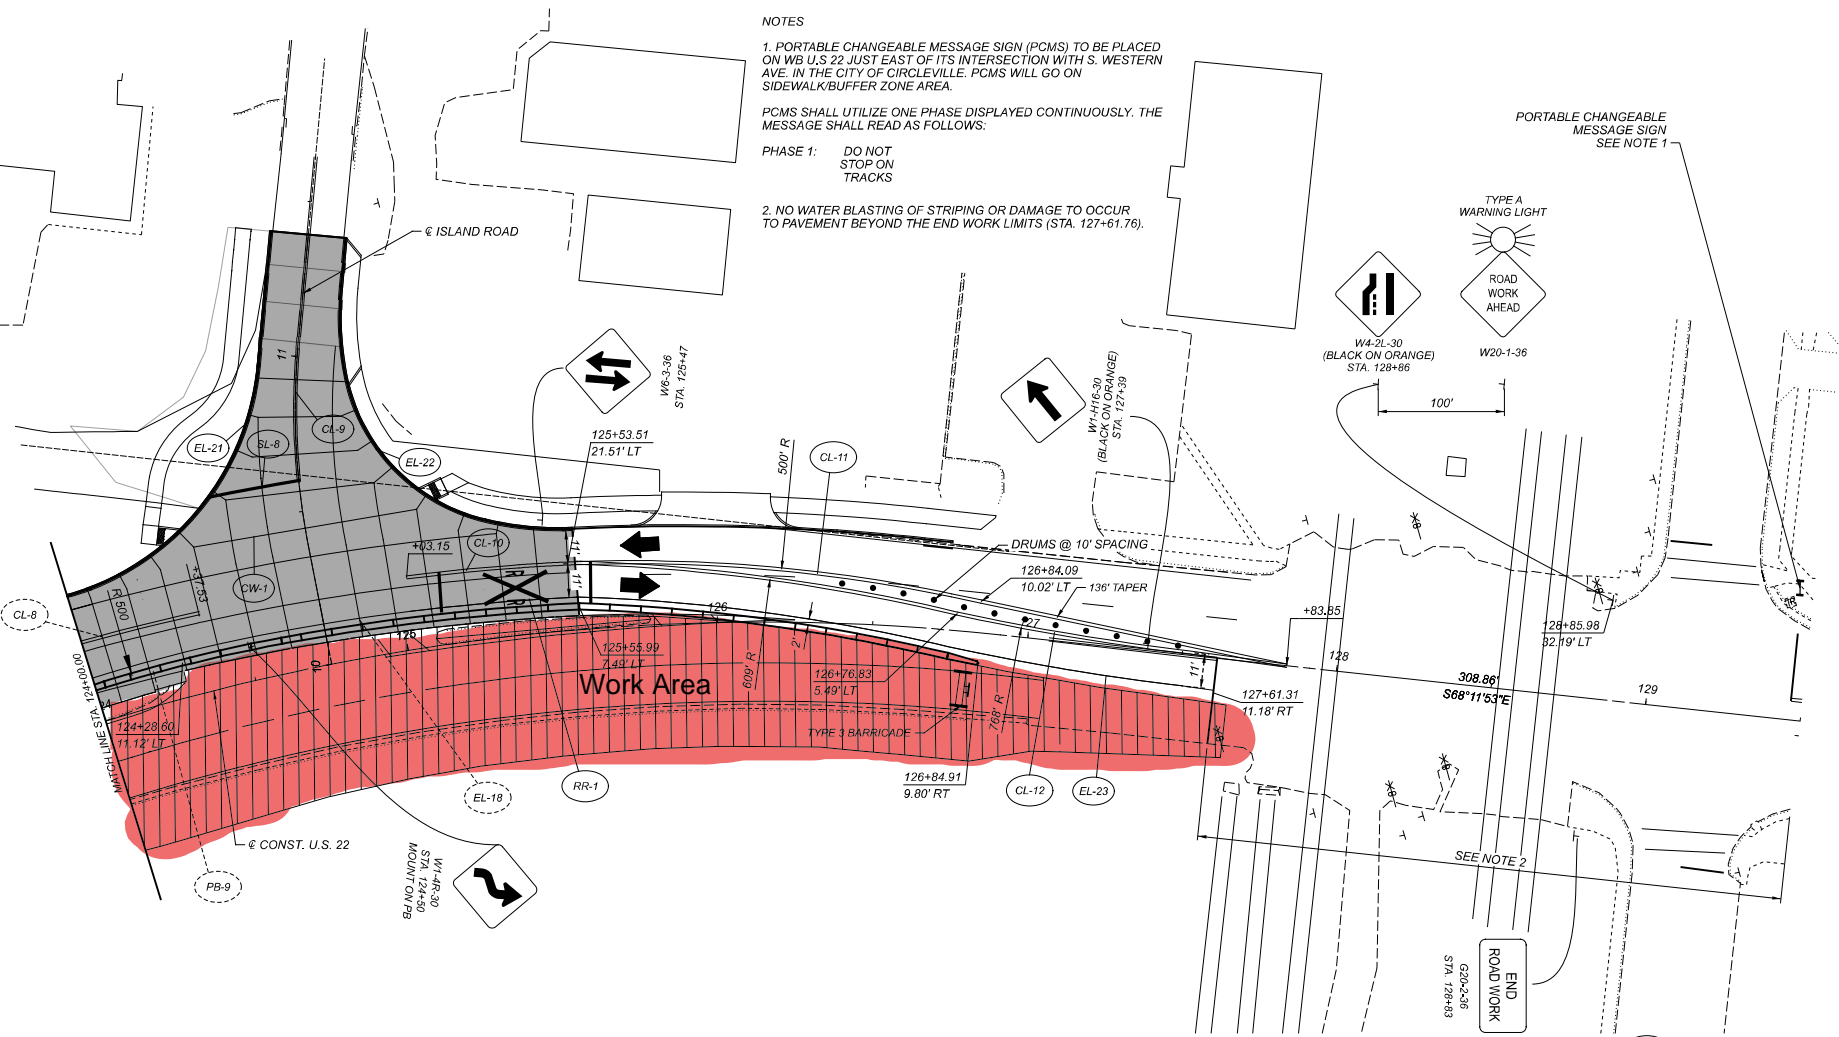 NOTES
1. PORTABLE CHANGEABLE MESSAGE SIGN (PCMS) TO BE PLACED
ON WB U.S 22 JUST EAST OF ITS INTERSECTION WITH S. WESTERN
AVE. IN THE CITY OF CIRCLEVILLE. PCMS WILL GO ON
SIDEWALK/BUFFER ZONE AREA.
PCMS SHALL UTILIZE ONE PHASE DISPLAYED CONTINUOUSLY. THE
MESSAGE SHALL READ AS FOLLOWS:
PHASE 1: DO NOT
STOP ON
TRACKS
2. NO WATER BLASTING OF STRIPING OR DAMAGE TO OCCUR
TO PAVEMENT BEYOND THE END WORK LIMITS (STA. 127+61.76).
PORTABLE CHANGEABLE
MESSAGE SIGN
SEE NOTE 1
TYPE A
WARNING LIGHT
ROAD
WORK
AHEAD
W20-1-36
W4-2L-30
(BLACK ON ORANGE)
STA. 128+86
100'
℄ ISLAND ROAD
W6-3-36
STA. 125+47
W1-H16-30
(BLACK ON ORANGE)
STA. 127+39
11
EL-21
SL-8
CL-9
EL-22
125+53.51
21.51' LT
500' R
CL-11
+03.15
CL-10
11'
11'
DRUMS @ 10' SPACING
126+84.09
10.02' LT
136' TAPER
+83.85
128+85.98
32.19' LT
CL-8
R 500
+37.53
CW-1
R
R
125
126
127
128
129
10
2'
11'
125+55.99
7.49' LT
609' R
Work Area
126+76.83
5.49' LT
768' R
308.86'
S68°11'53"E
127+61.31
11.18' RT
124+28.60
11.12' LT
MATCH LINE STA. 124+00.00
TYPE 3 BARRICADE
126+84.91
9.80' RT
CL-12
EL-23
RR-1
EL-18
℄ CONST. U.S. 22
PB-9
W1-4R-30
STA. 124+50
MOUNT ON PB
SEE NOTE 2
END
ROAD WORK
G20-2-36
STA. 128+83